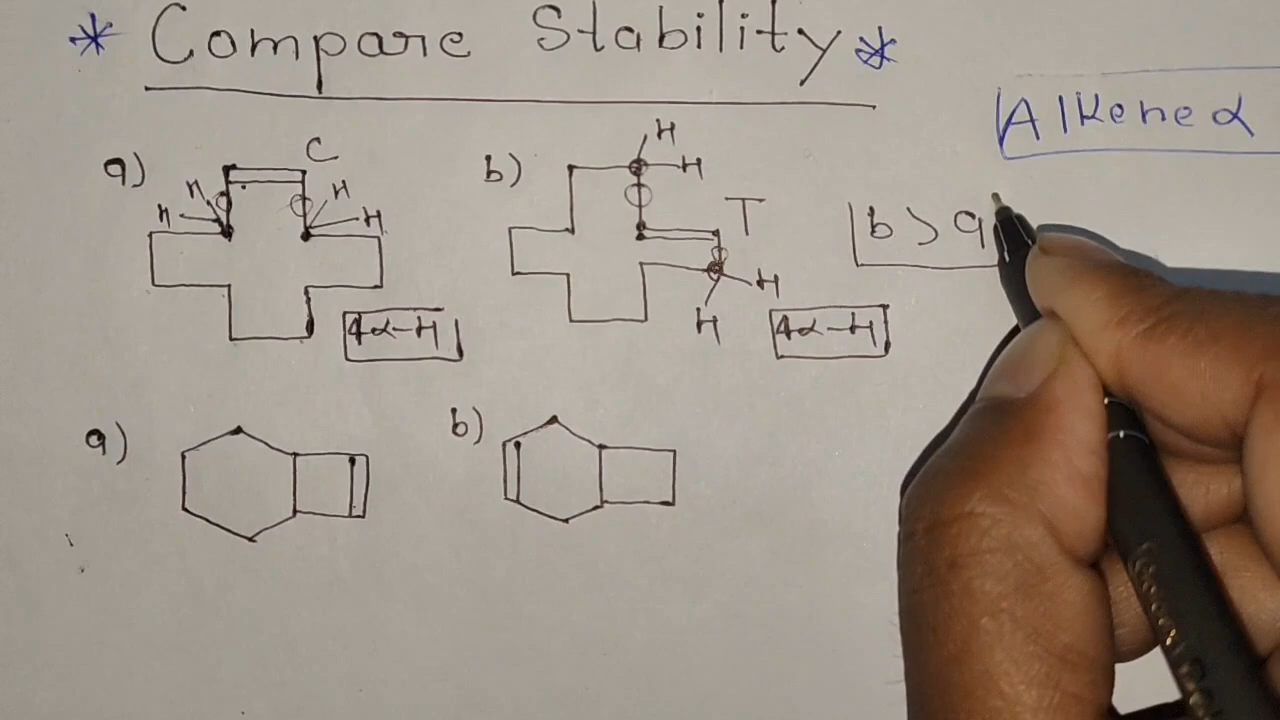 * Compare Stability *
Alkene α
a) C H H H H
b) H H T H H
b > a
4α-H
4α-H
a)
b)